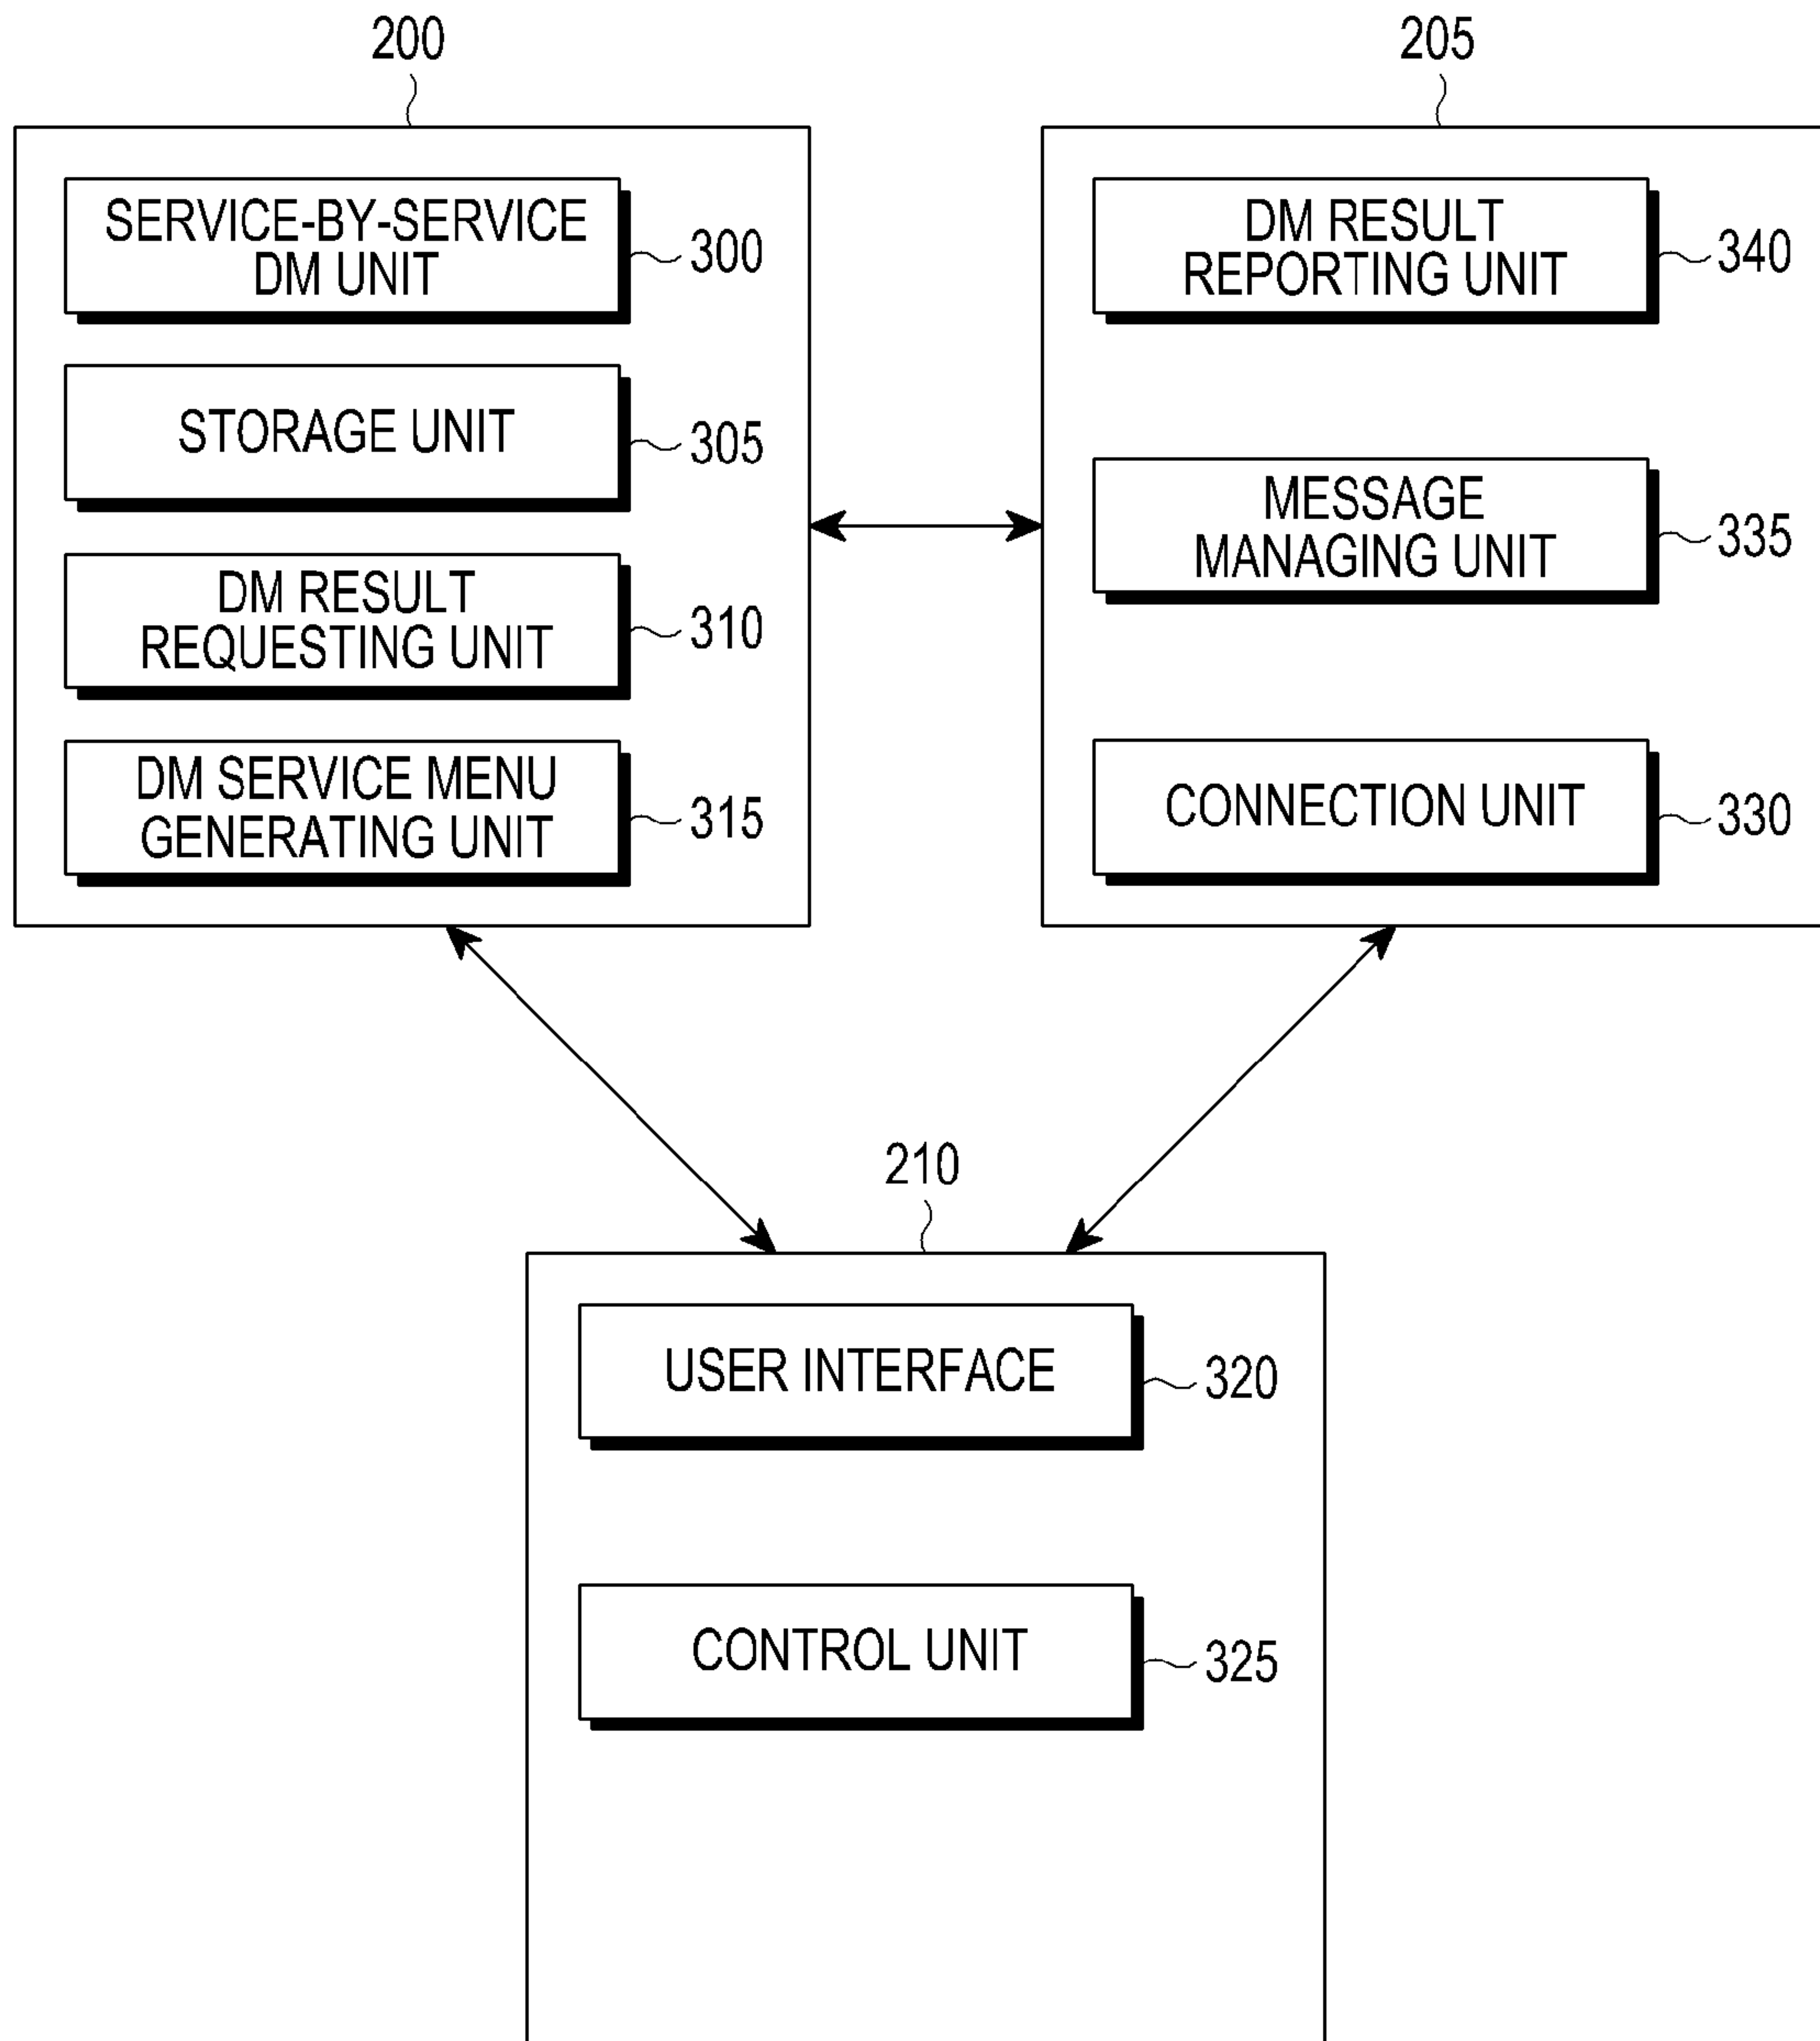 200
SERVICE-BY-SERVICE
DM UNIT
300
STORAGE UNIT
305
DM RESULT
REQUESTING UNIT
310
DM SERVICE MENU
GENERATING UNIT
315
205
DM RESULT
REPORTING UNIT
340
MESSAGE
MANAGING UNIT
335
CONNECTION UNIT
330
210
USER INTERFACE
320
CONTROL UNIT
325